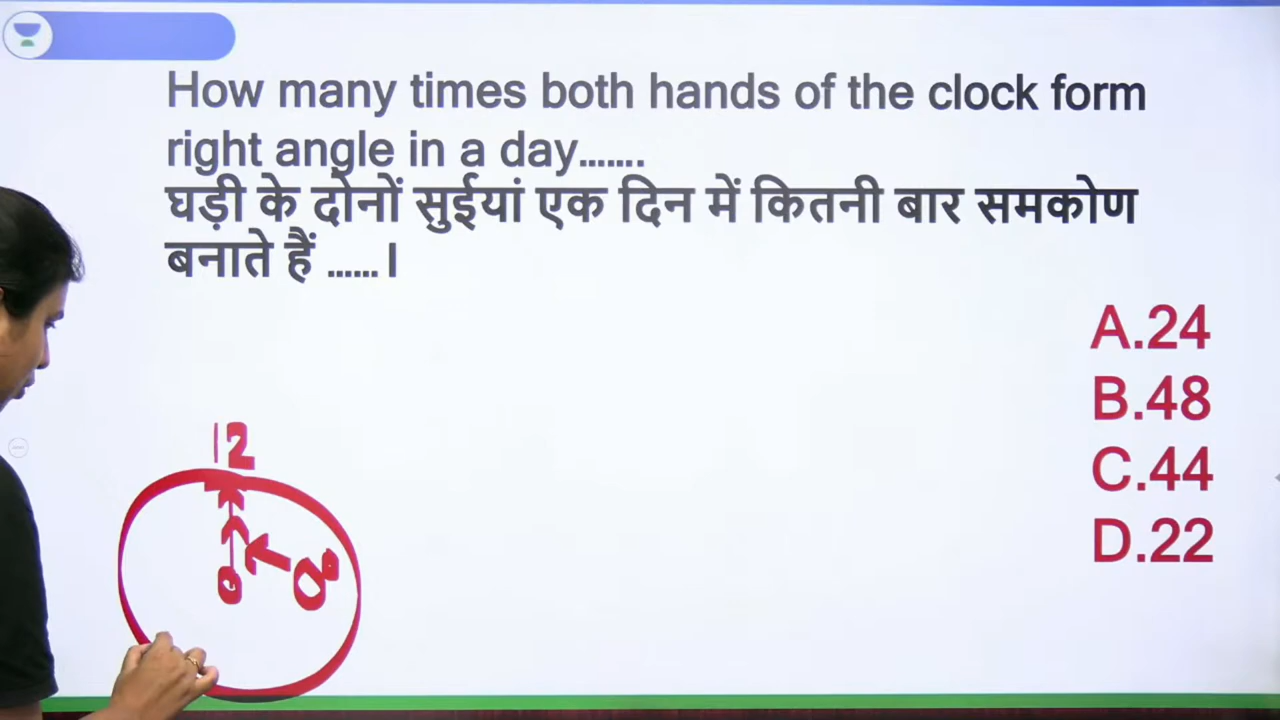 How many times both hands of the clock form
right angle in a day…….
घड़ी के दोनों सुईयां एक दिन में कितनी बार समकोण
बनाते हैं ......।
A.24
B.48
C.44
D.22
12
0°